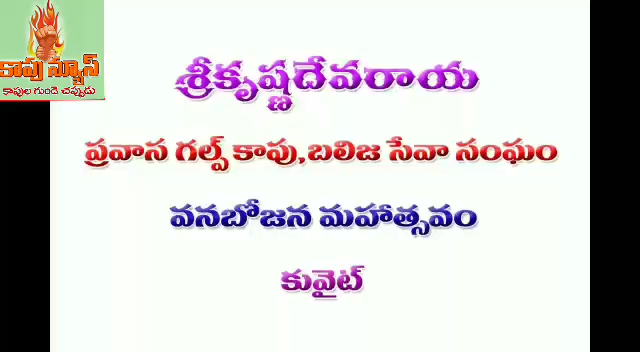 కాపు న్యూస్
కాపుల గుండె చప్పుడు
శ్రీకృష్ణదేవరాయ
ప్రవాస గల్ఫ్ కాపు,బలిజ సేవా సంఘం
వనబోజన మహాత్సవం
కువైట్